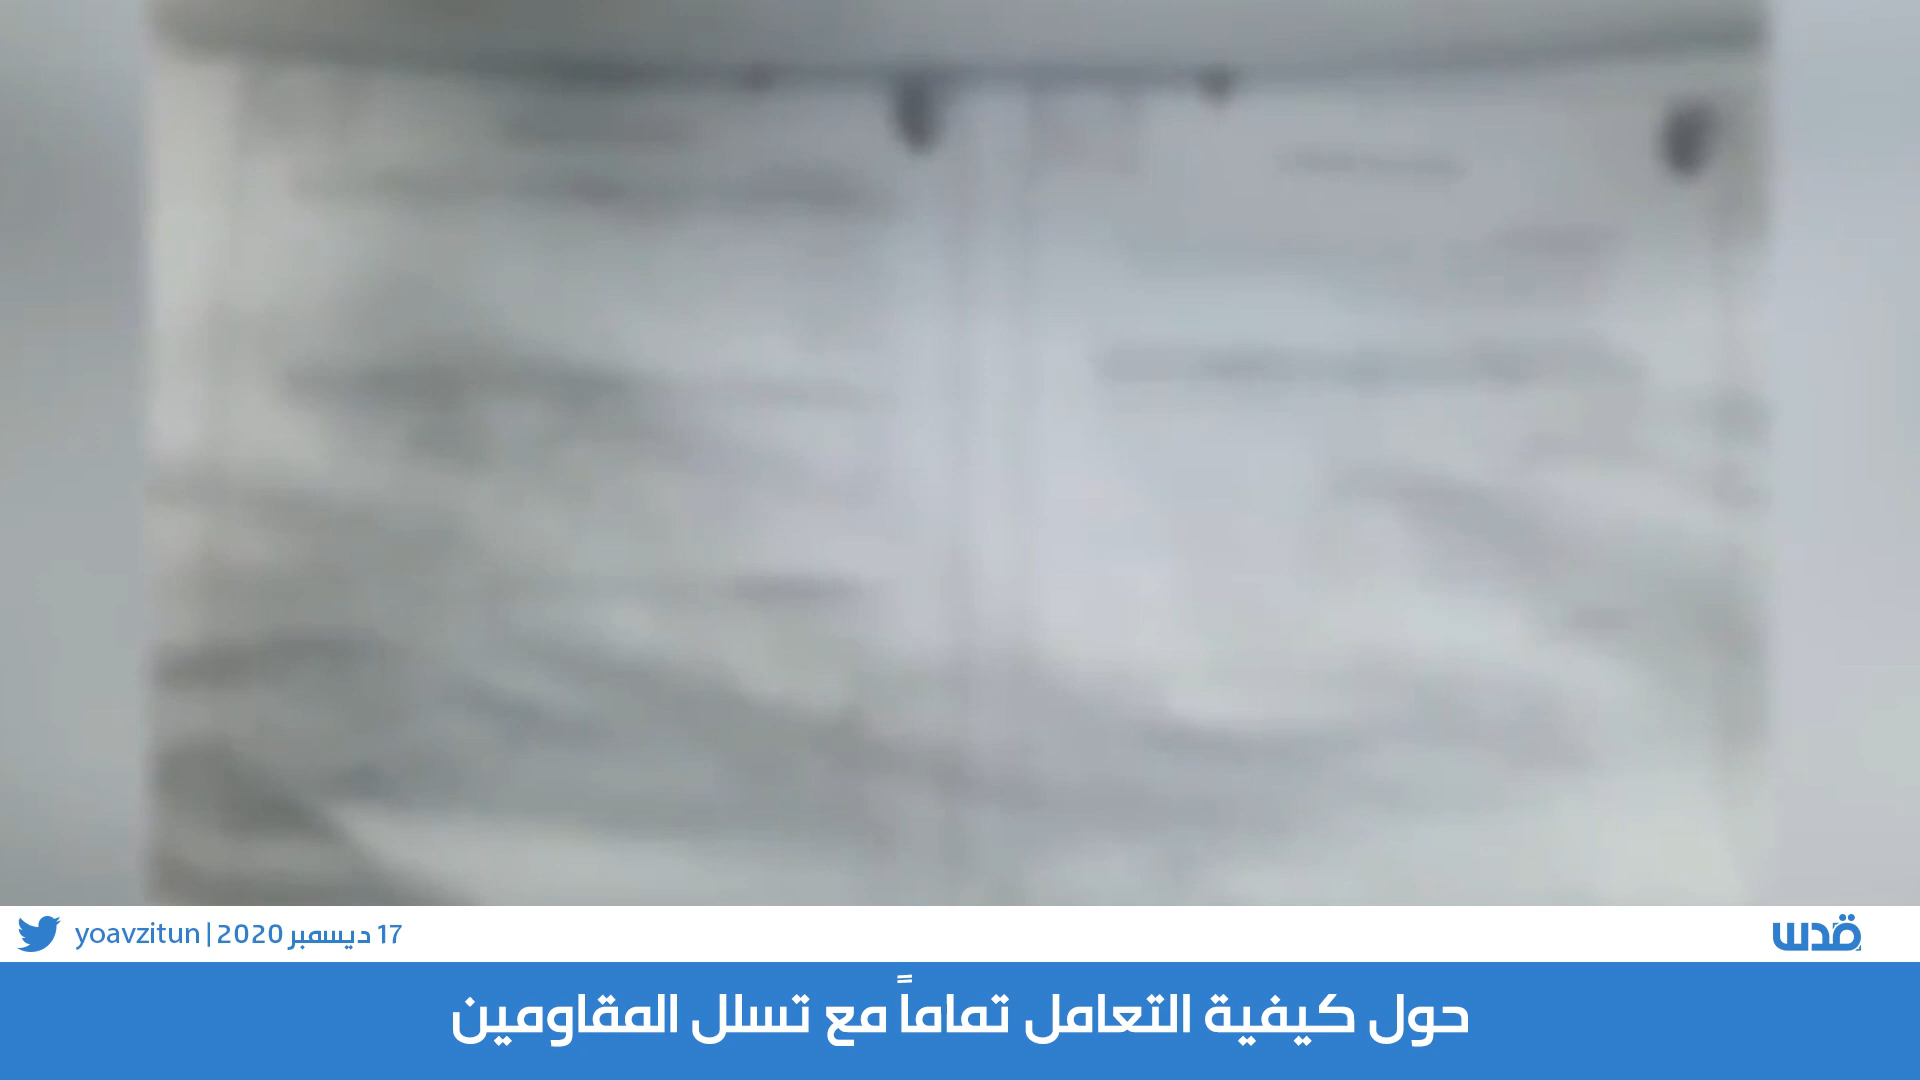 yoavzitun | 17 ديسمبر 2020
قدس
حول كيفية التعامل تماماً مع تسلل المقاومين